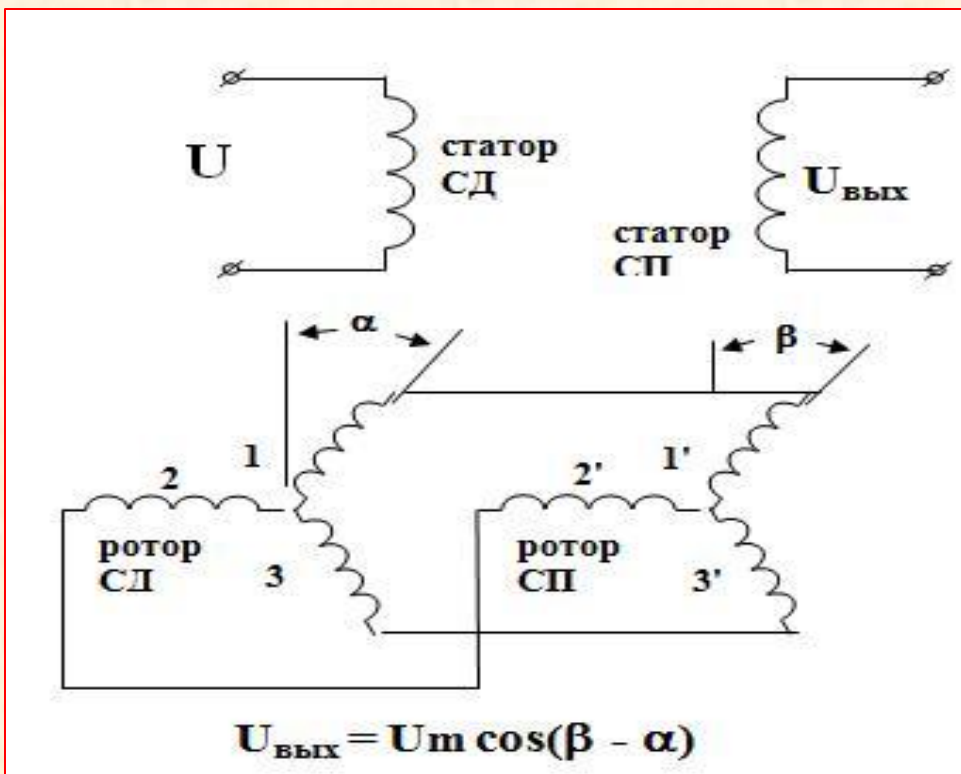 U
статор
СД
статор
СП
Uвых
α
β
1
2
3
ротор
СД
1'
2'
3'
ротор
СП
Uвых = Um cos(β - α)